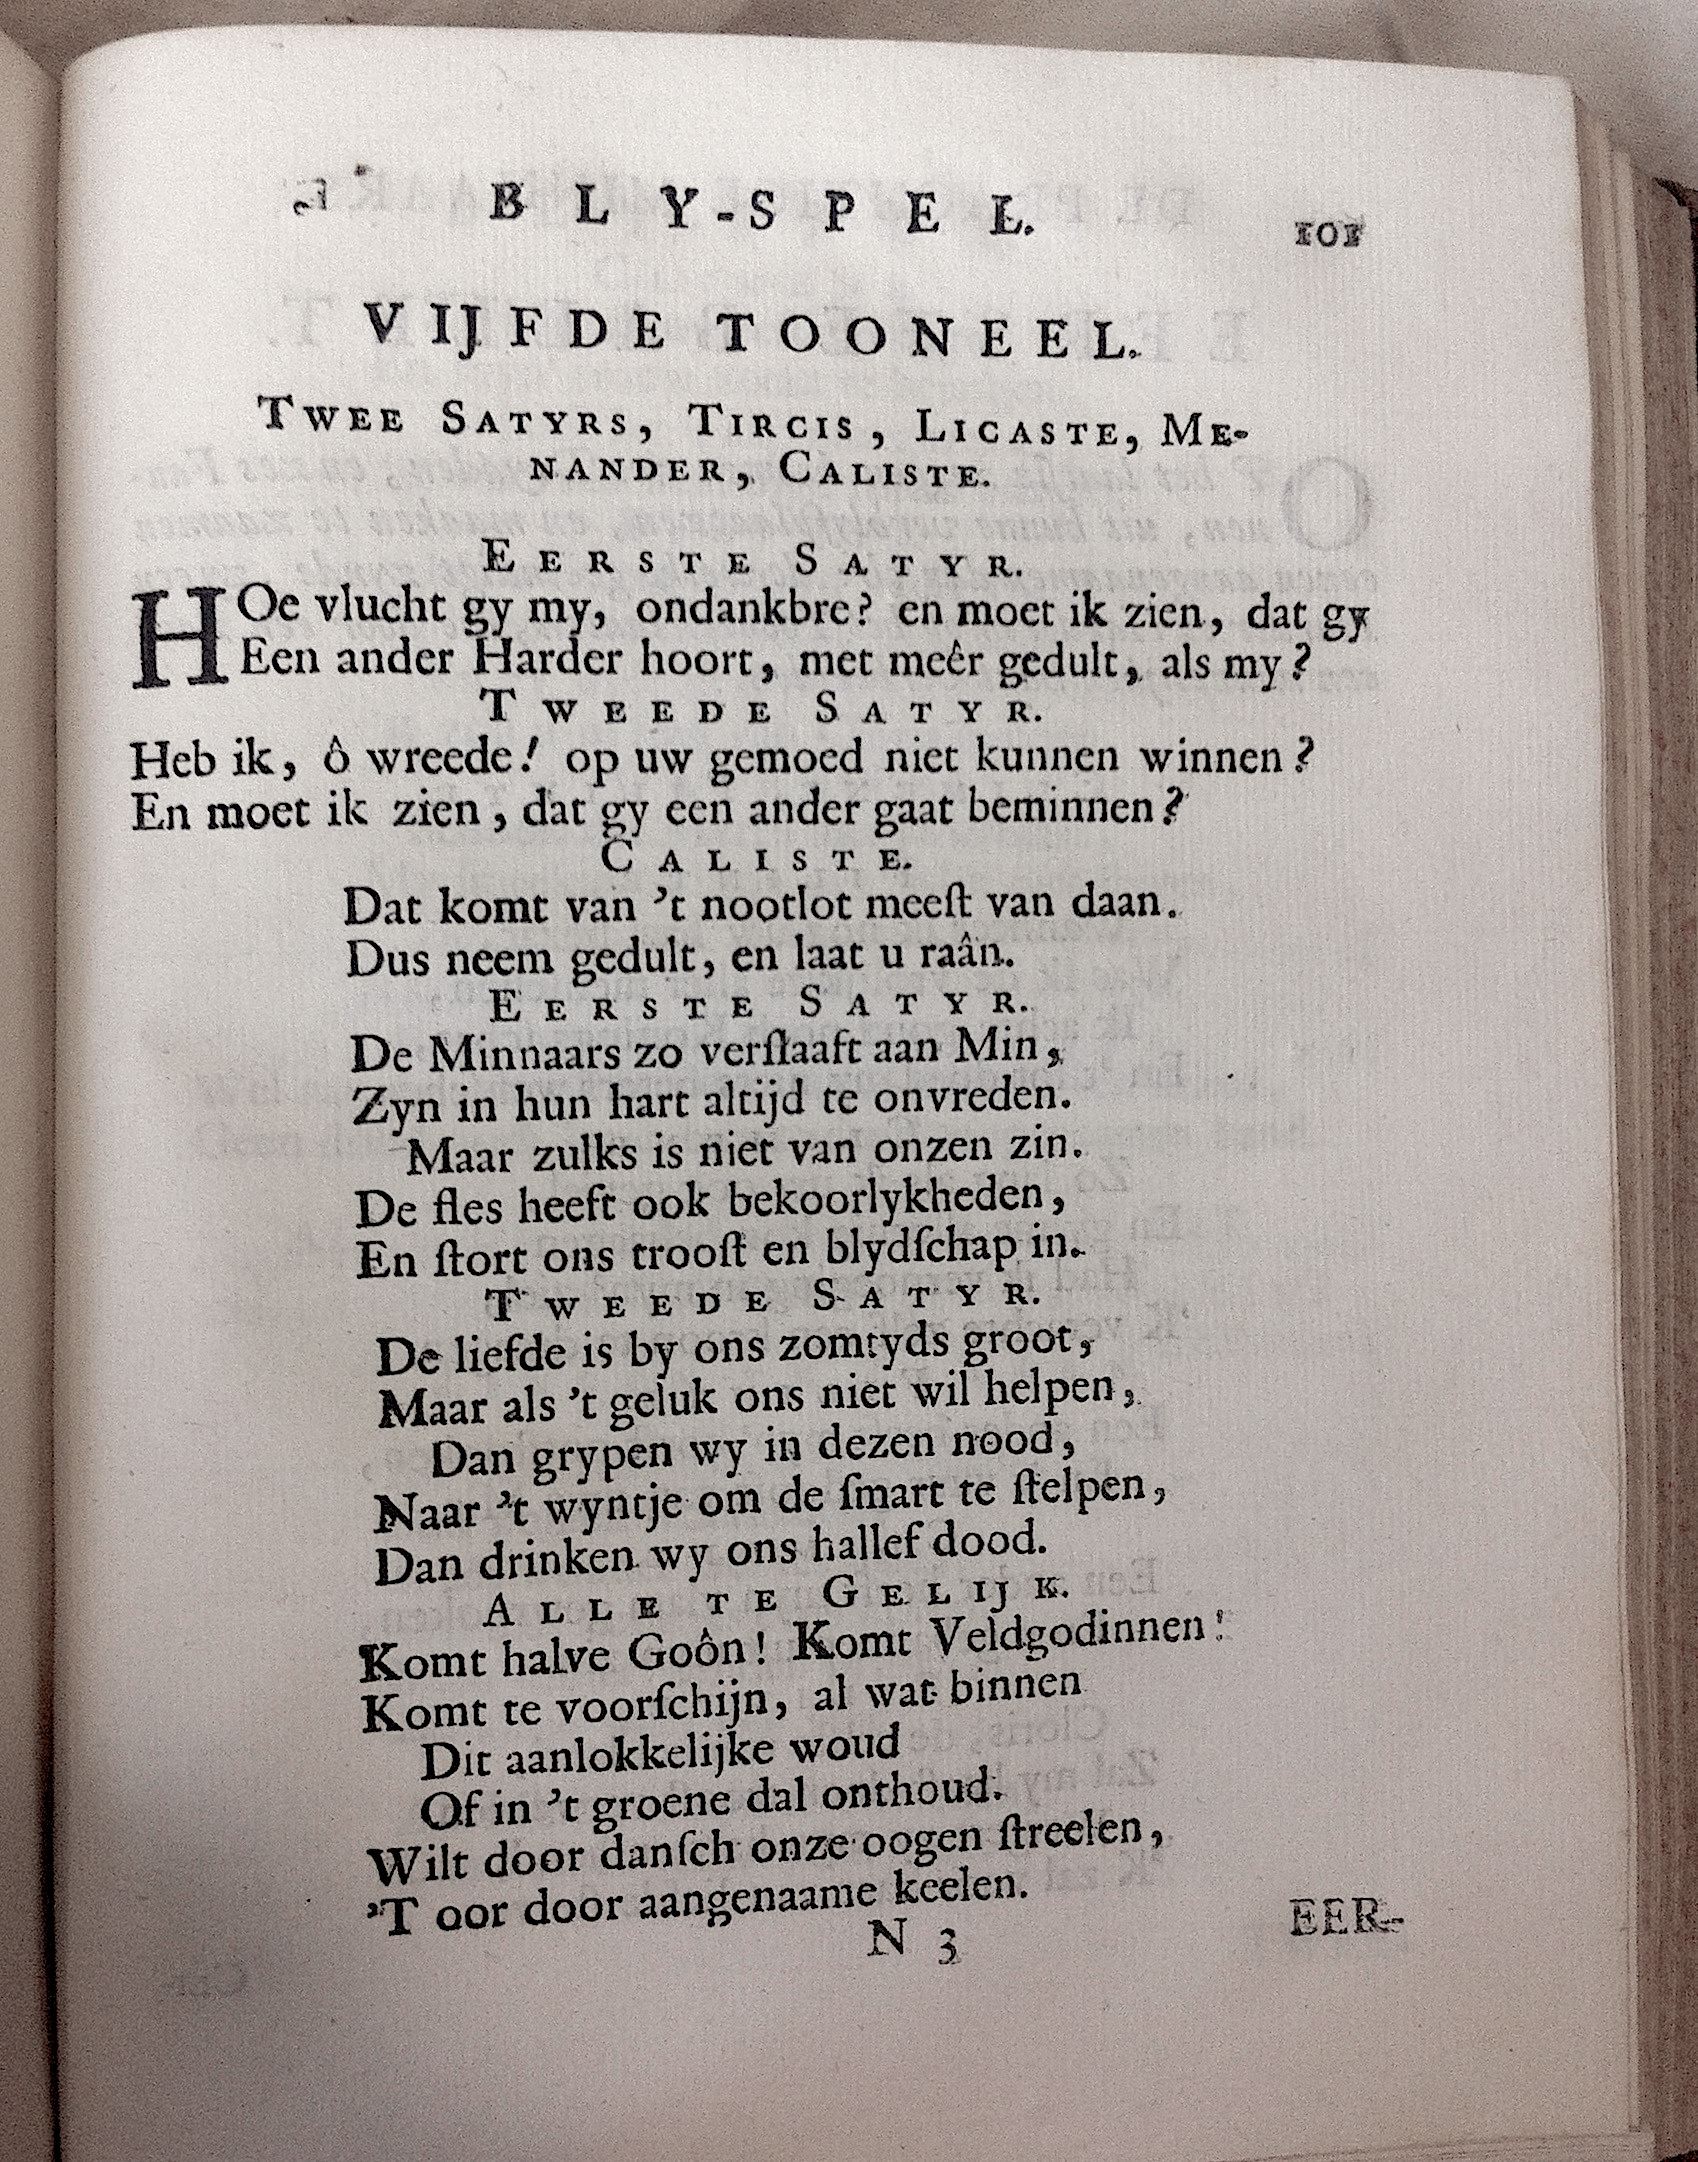 BLY-SPEL. 101
VIJFDE TOONEEL.
TWEE SATYRS, TIRCIS, LICASTE, ME-
NANDER, CALISTE.
EERSTE SATYR.
HOe vlucht gy my, ondankbre? en moet ik zien, dat gy
Een ander Harder hoort, met meêr gedult, als my?
TWEEDE SATYR.
Heb ik, ô wreede! op uw gemoed niet kunnen winnen?
En moet ik zien, dat gy een ander gaat beminnen?
CALISTE.
Dat komt van 't nootlot meeſt van daan.
Dus neem gedult, en laat u raân.
EERSTE SATYR.
De Minnaars zo verſlaaft aan Min,
Zyn in hun hart altijd te onvreden.
Maar zulks is niet van onzen zin.
De fles heeft ook bekoorlykheden,
En ſtort ons trooſt en blydſchap in.
TWEEDE SATYR.
De liefde is by ons zomtyds groot,
Maar als 't geluk ons niet wil helpen,
Dan grypen wy in dezen nood,
Naar 't wyntje om de ſmart te ſtelpen,
Dan drinken wy ons hallef dood.
ALLE TE GELIJK.
Komt halve Goôn! Komt Veldgodinnen!
Komt te voorſchijn, al wat binnen
Dit aanlokkelijke woud
Of in 't groene dal onthoud.
Wilt door danſch onze oogen ſtreelen,
'T oor door aangenaame keelen.
N 3 EER-